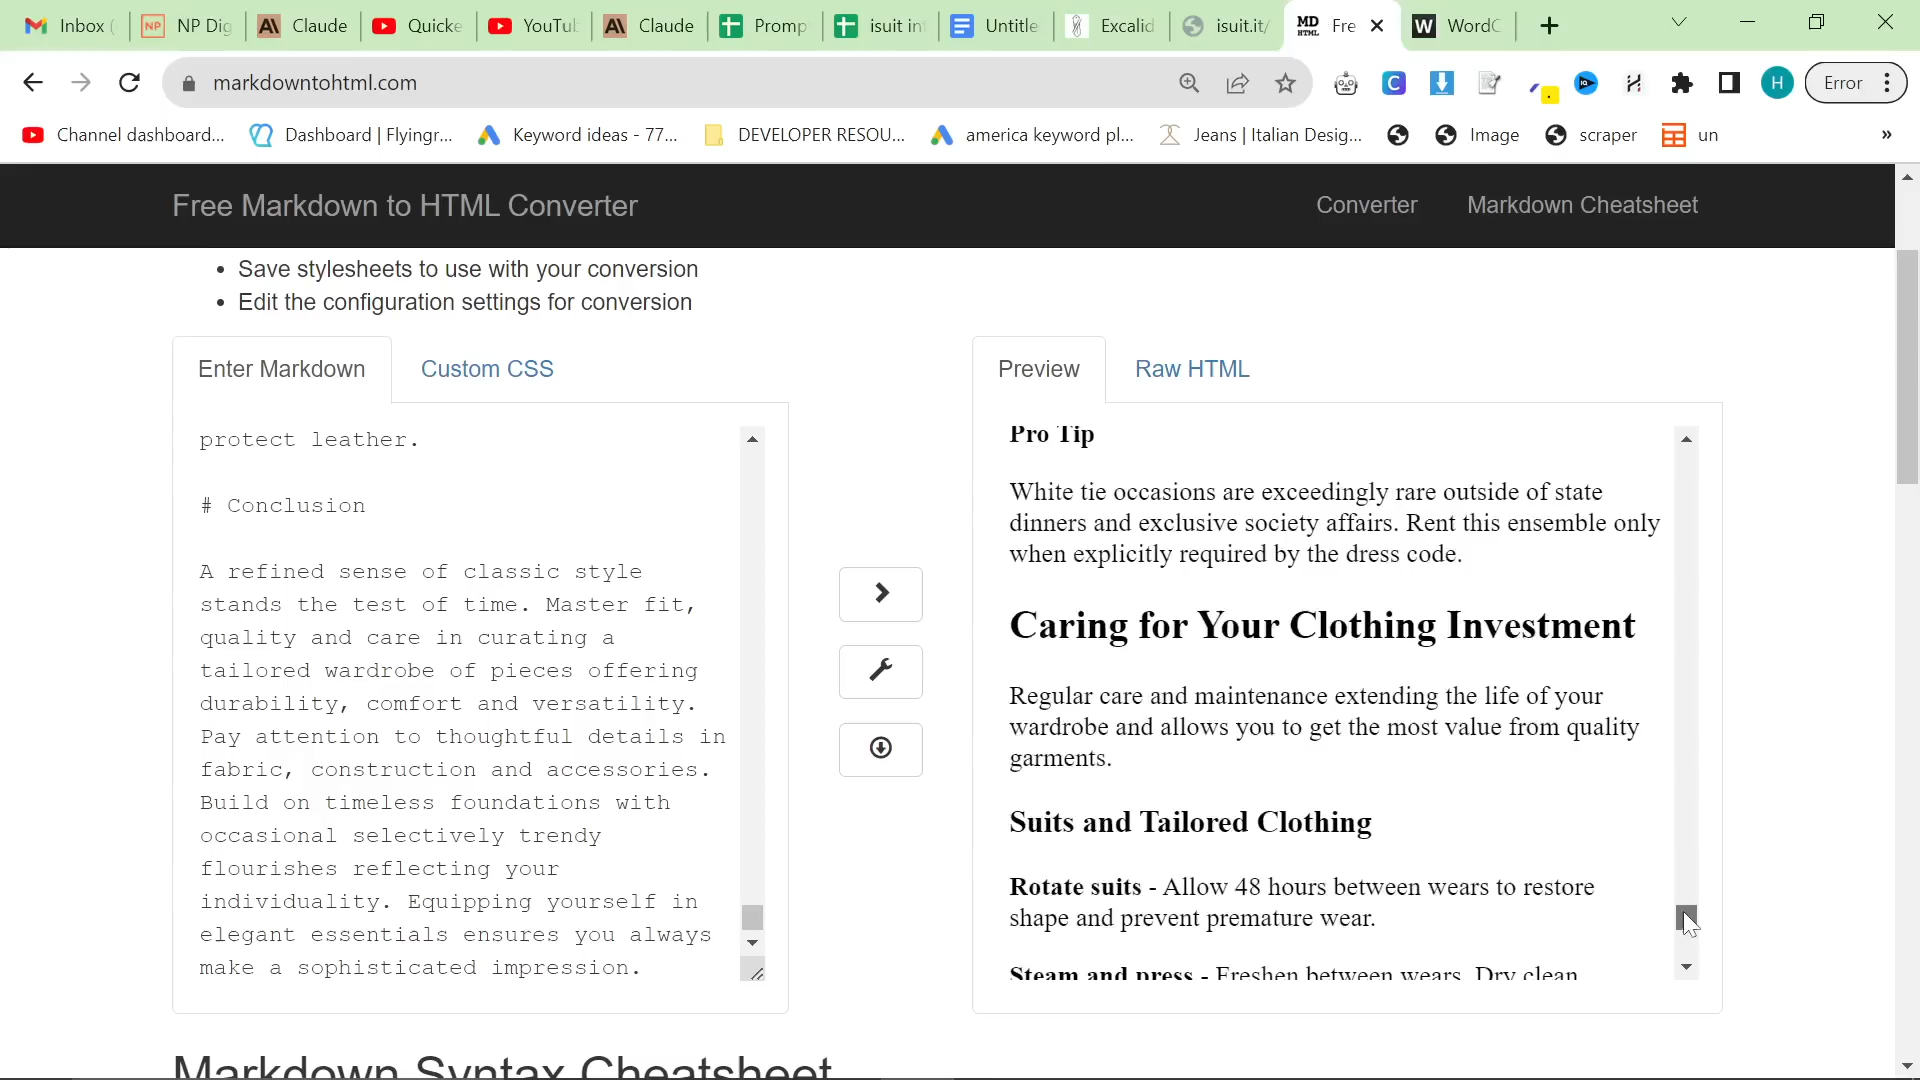 Inbox (
NP Dig
Claude
Quicke
YouTub
Claude
Promp
isuit in
Untitle
Excalid
isuit.it/
Fre
WordC
markdowntohtml.com
Error
Channel dashboard...
Dashboard | Flyingr...
Keyword ideas - 77...
DEVELOPER RESOU...
america keyword pl...
Jeans | Italian Desig...
Image
scraper
un
»
Free Markdown to HTML Converter
Converter
Markdown Cheatsheet
• Save stylesheets to use with your conversion
• Edit the configuration settings for conversion
Enter Markdown
Custom CSS
protect leather.
# Conclusion
A refined sense of classic style
stands the test of time. Master fit,
quality and care in curating a
tailored wardrobe of pieces offering
durability, comfort and versatility.
Pay attention to thoughtful details in
fabric, construction and accessories.
Build on timeless foundations with
occasional selectively trendy
flourishes reflecting your
individuality. Equipping yourself in
elegant essentials ensures you always
make a sophisticated impression.
Preview
Raw HTML
Pro Tip
White tie occasions are exceedingly rare outside of state
dinners and exclusive society affairs. Rent this ensemble only
when explicitly required by the dress code.
Caring for Your Clothing Investment
Regular care and maintenance extending the life of your
wardrobe and allows you to get the most value from quality
garments.
Suits and Tailored Clothing
Rotate suits - Allow 48 hours between wears to restore
shape and prevent premature wear.
Steam and press - Freshen between wears. Dry clean
Markdown Syntax Cheatsheet